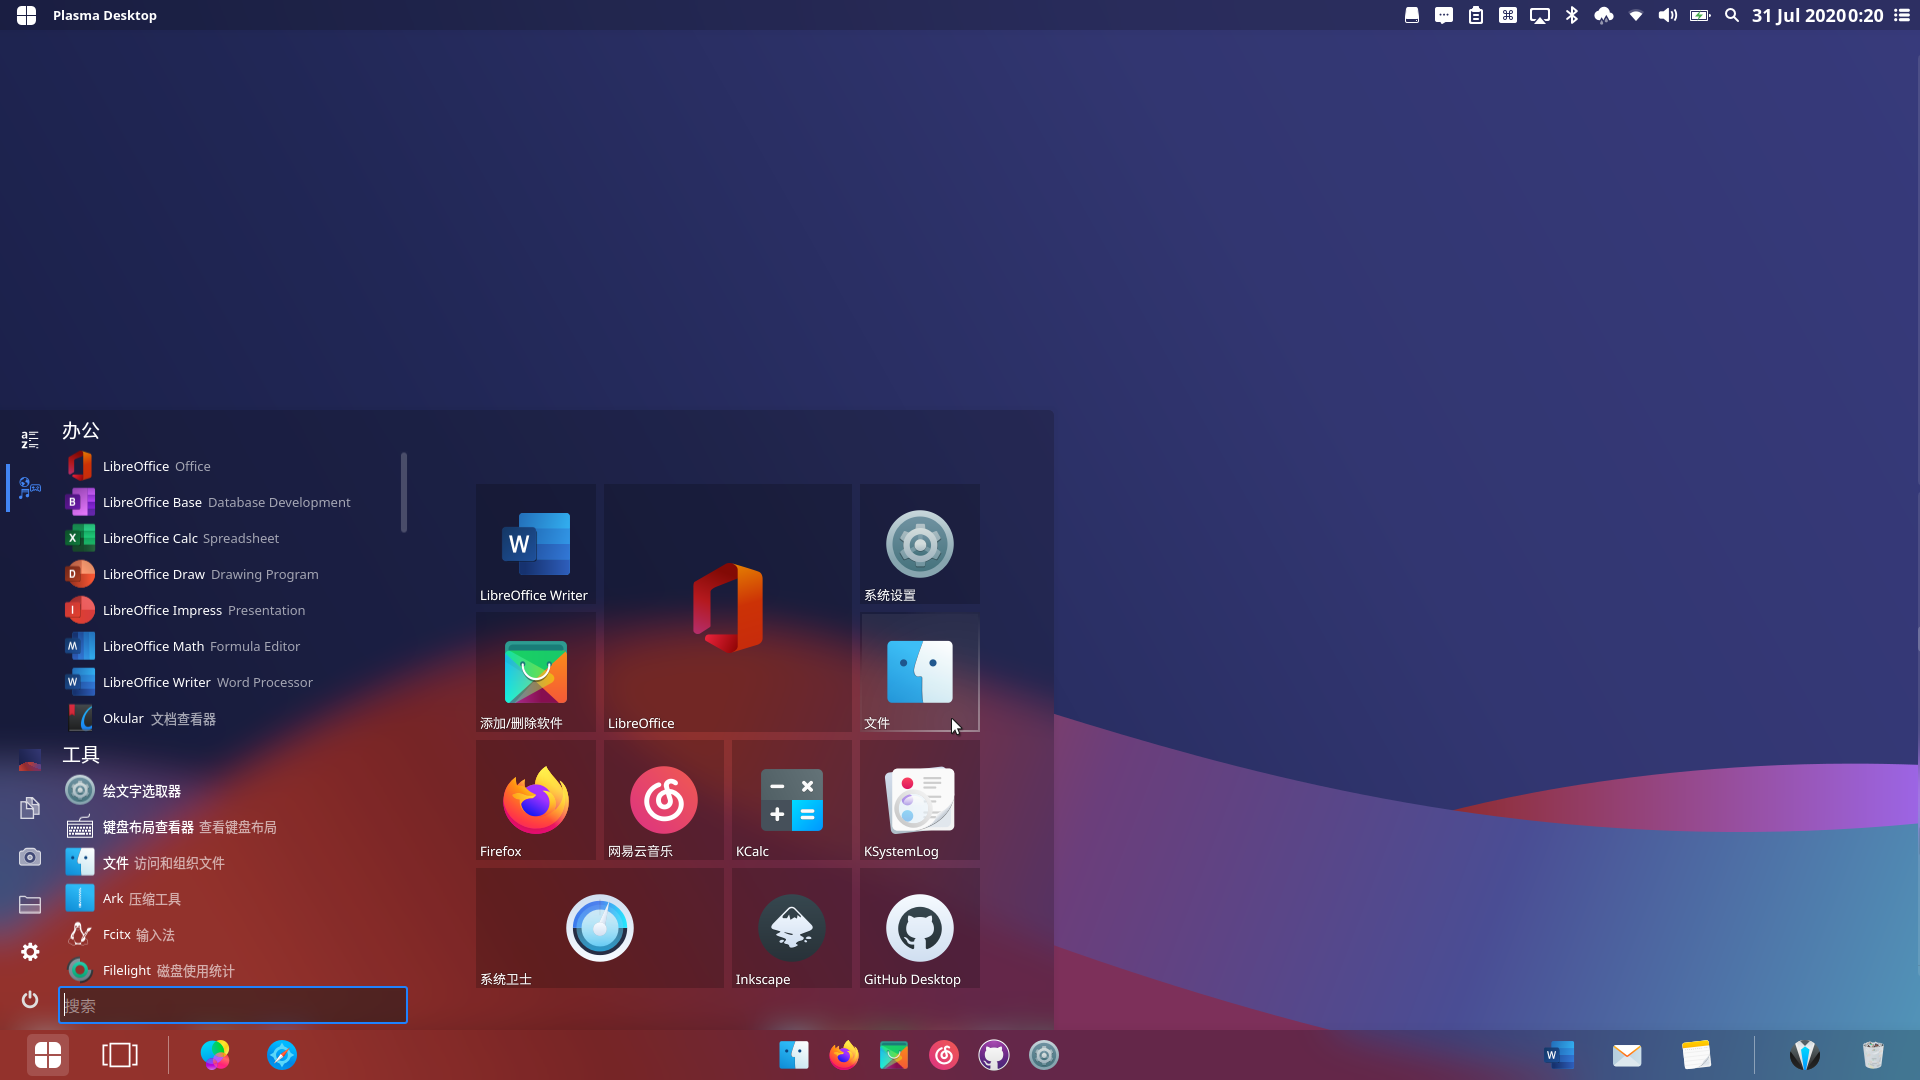 Plasma Desktop
31 Jul 2020 0:20
办公
LibreOffice Office
LibreOffice Base Database Development
LibreOffice Calc Spreadsheet
LibreOffice Draw Drawing Program
LibreOffice Impress Presentation
LibreOffice Math Formula Editor
LibreOffice Writer Word Processor
Okular 文档查看器
工具
绘文字选取器
键盘布局查看器 查看键盘布局
文件 访问和组织文件
Ark 压缩工具
Fcitx 输入法
Filelight 磁盘使用统计
搜索
LibreOffice Writer
LibreOffice
系统设置
添加/删除软件
文件
Firefox
网易云音乐
KCalc
KSystemLog
系统卫士
Inkscape
GitHub Desktop